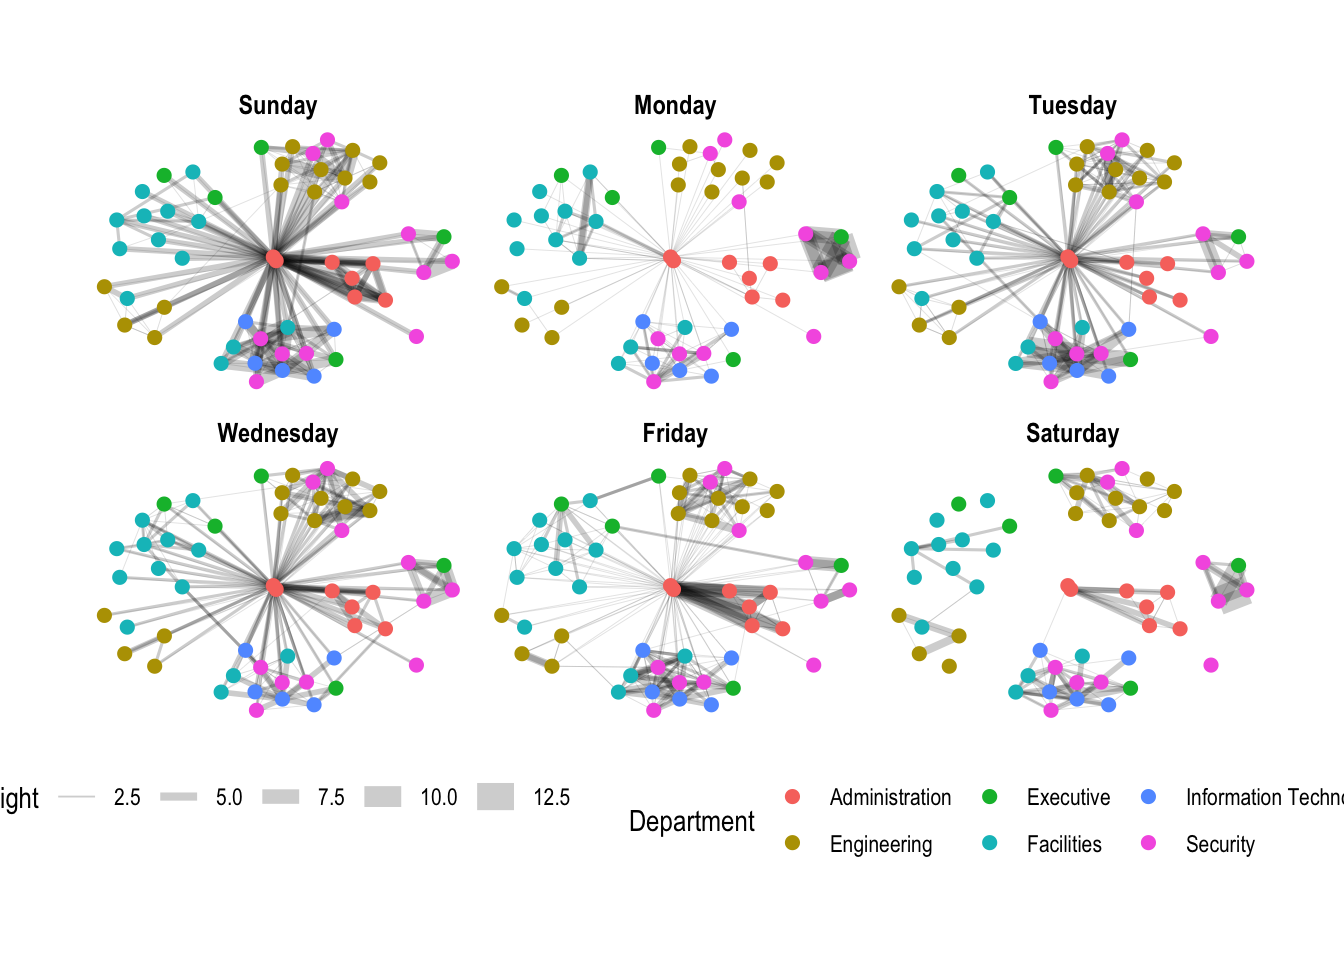 Sunday Monday Tuesday
Wednesday Friday Saturday
ight 2.5 5.0 7.5 10.0 12.5
Department
Administration Executive Information Techno
Engineering Facilities Security